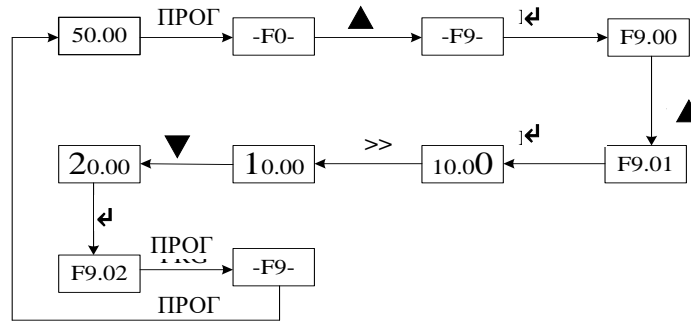 ПРОГ
50.00 -F0- ▲ -F9- ↵ F9.00
▲
20.00 ▼ 10.00 >> 10.00 ↵ F9.01
↵
ПРОГ
F9.02 -F9-
ПРОГ